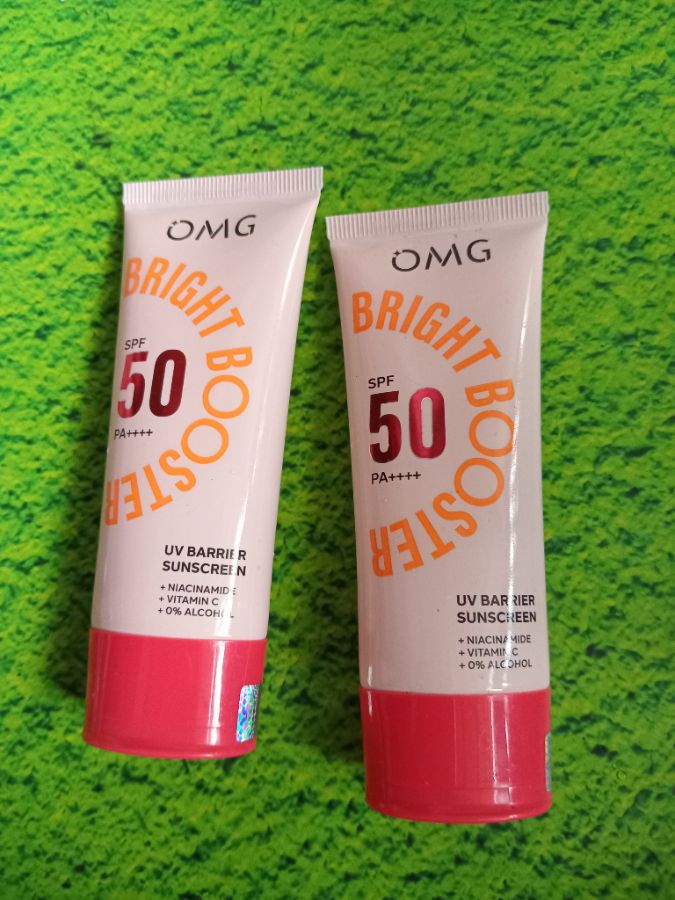 OMG
BRIGHT BOOSTER
SPF
50
PA++++
UV BARRIER
SUNSCREEN
+ NIACINAMIDE
+ VITAMIN C
+ 0% ALCOHOL
OMG
BRIGHT BOOSTER
SPF
50
PA++++
UV BARRIER
SUNSCREEN
+ NIACINAMIDE
+ VITAMIN C
+ 0% ALCOHOL